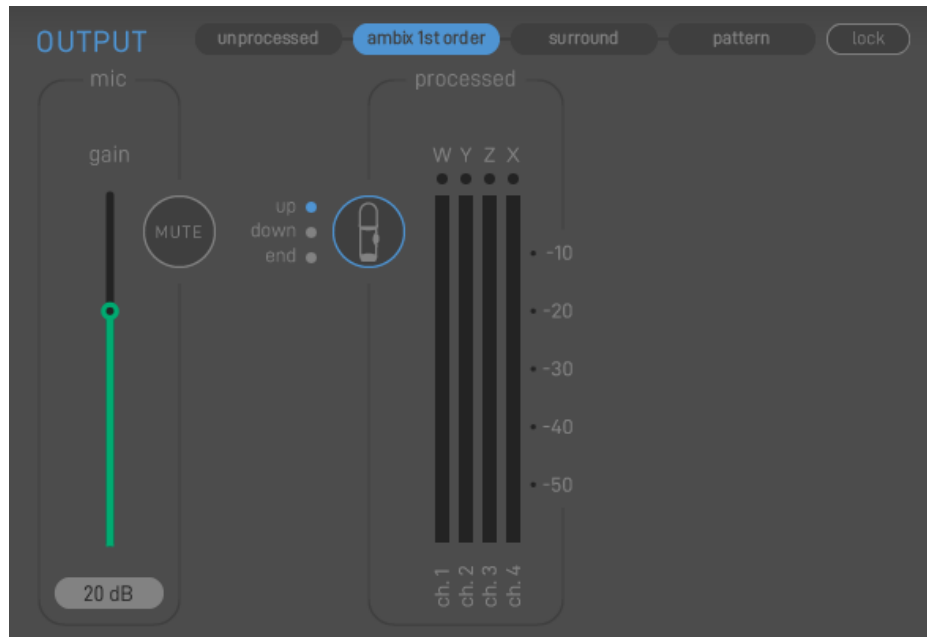 OUTPUT unprocessed ambix 1st order surround pattern lock
mic processed
gain W Y Z X
MUTE
up
down
end
-10
-20
-30
-40
-50
ch. 1 ch. 2 ch. 3 ch. 4
20 dB